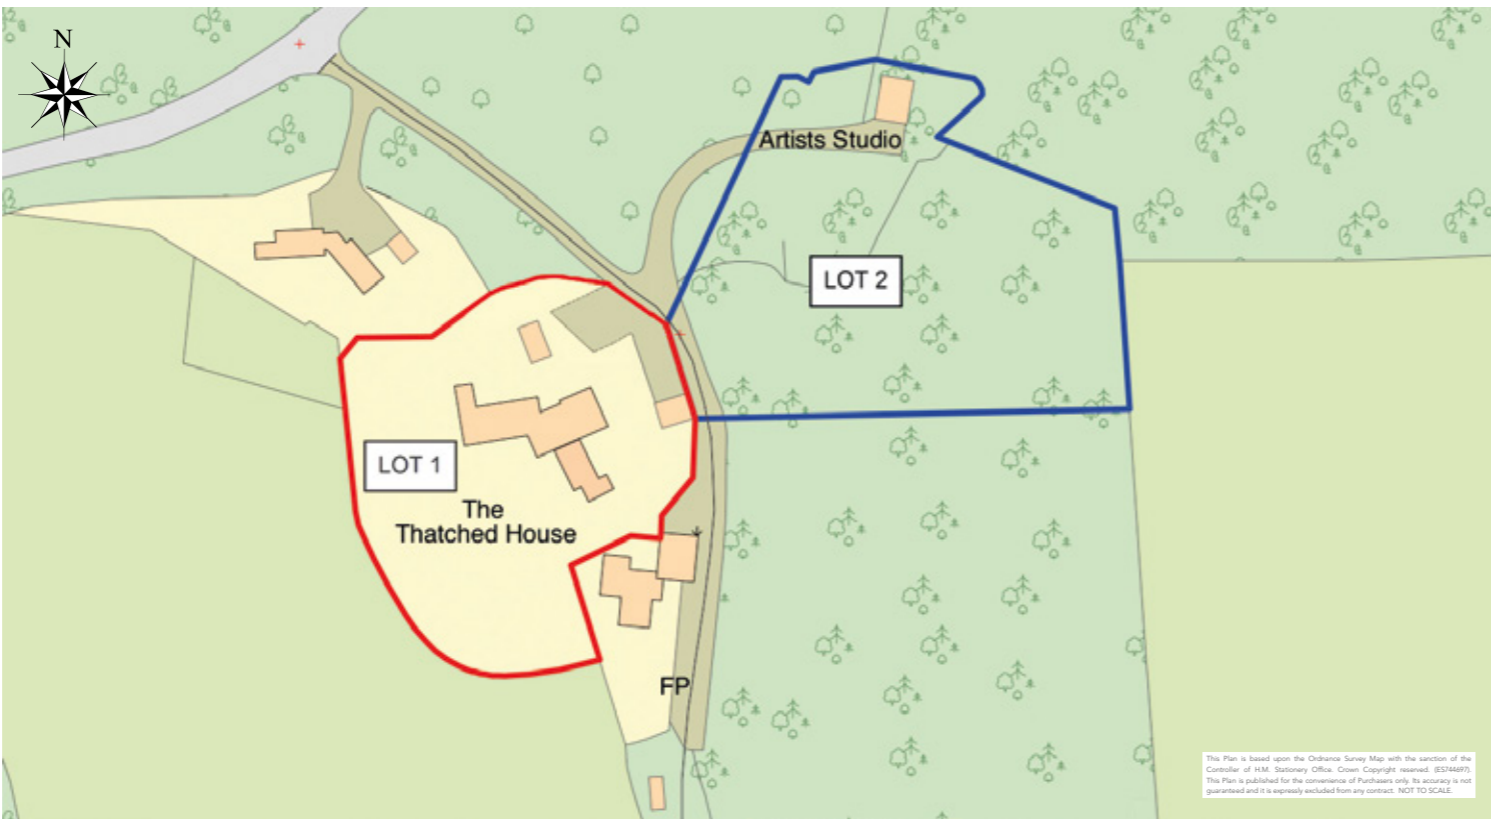 N
Artists Studio
LOT 2
LOT 1
The
Thatched House
FP
This Plan is based upon the Ordnance Survey Map with the sanction of the
Controller of H.M. Stationery Office. Crown Copyright reserved. (ES744697).
This Plan is published for the convenience of Purchasers only. Its accuracy is not
guaranteed and it is expressly excluded from any contract. NOT TO SCALE.